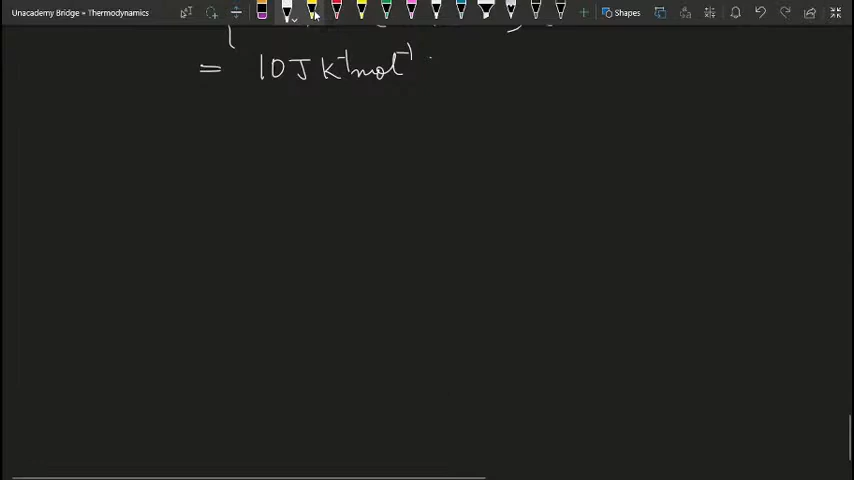 Unacademy Bridge - Thermodynamics
Shapes
= 10 J K⁻¹mol⁻¹